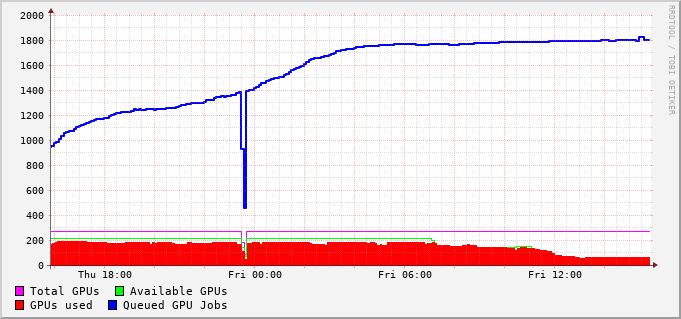 2000
1800
1600
1400
1200
1000
800
600
400
200
0
Thu 18:00 Fri 00:00 Fri 06:00 Fri 12:00
Total GPUs Available GPUs
GPUs used Queued GPU Jobs
RRDTOOL / TOBI OETIKER